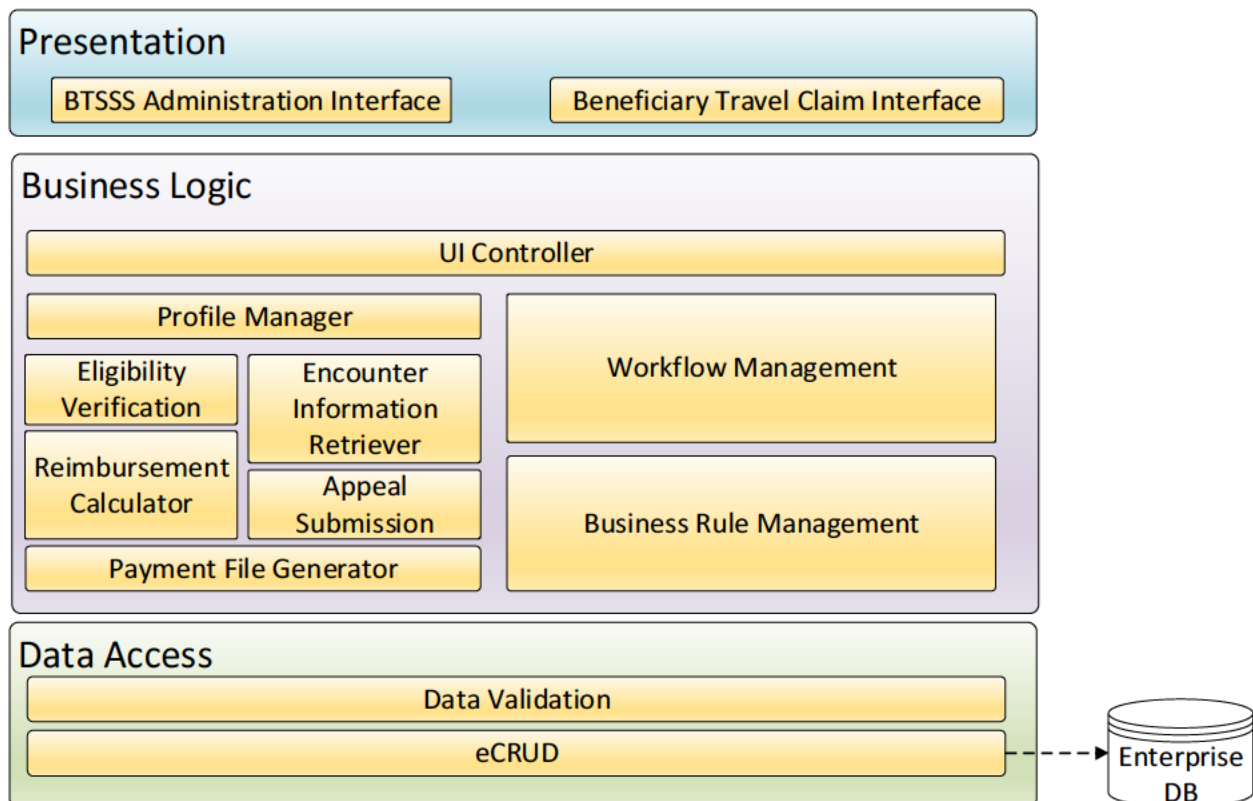 Presentation
BTSSS Administration Interface
Beneficiary Travel Claim Interface
Business Logic
UI Controller
Profile Manager
Workflow Management
Eligibility
Verification
Encounter
Information
Retriever
Reimbursement
Calculator
Appeal
Submission
Business Rule Management
Payment File Generator
Data Access
Data Validation
eCRUD
Enterprise
DB